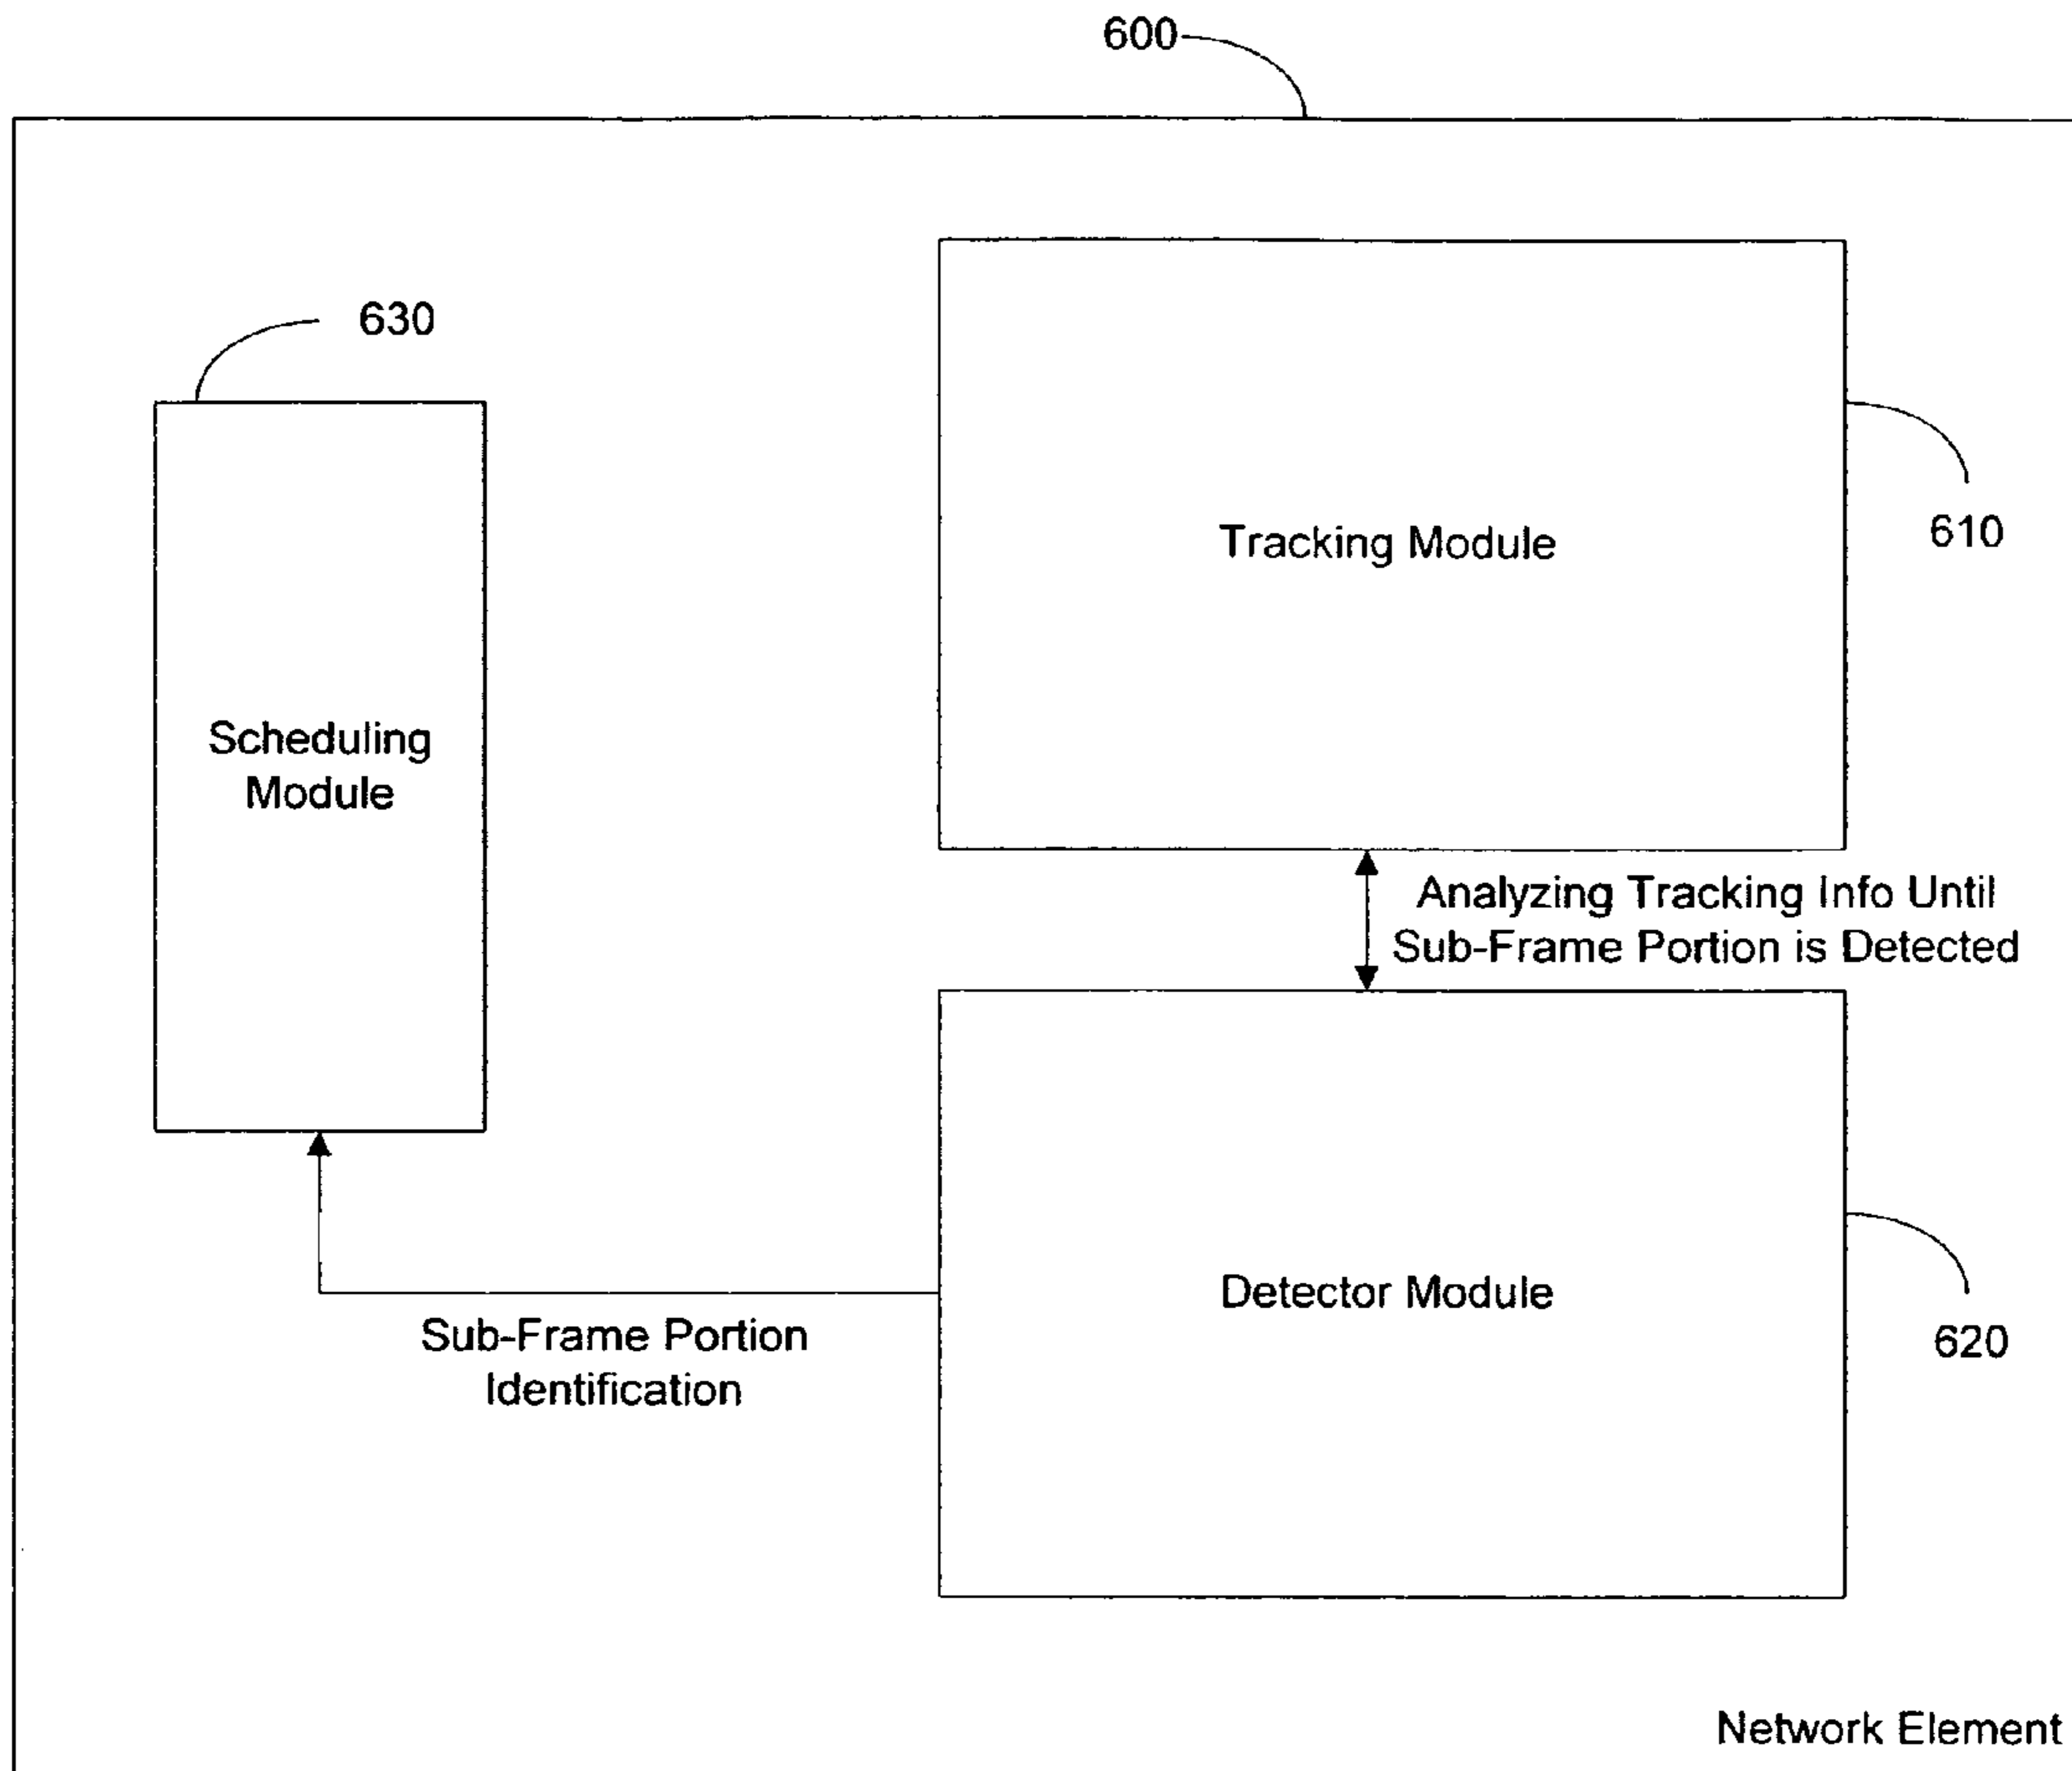 600
630
Tracking Module
610
Scheduling
Module
Analyzing Tracking Info Until
Sub-Frame Portion is Detected
Detector Module
Sub-Frame Portion
Identification
620
Network Element